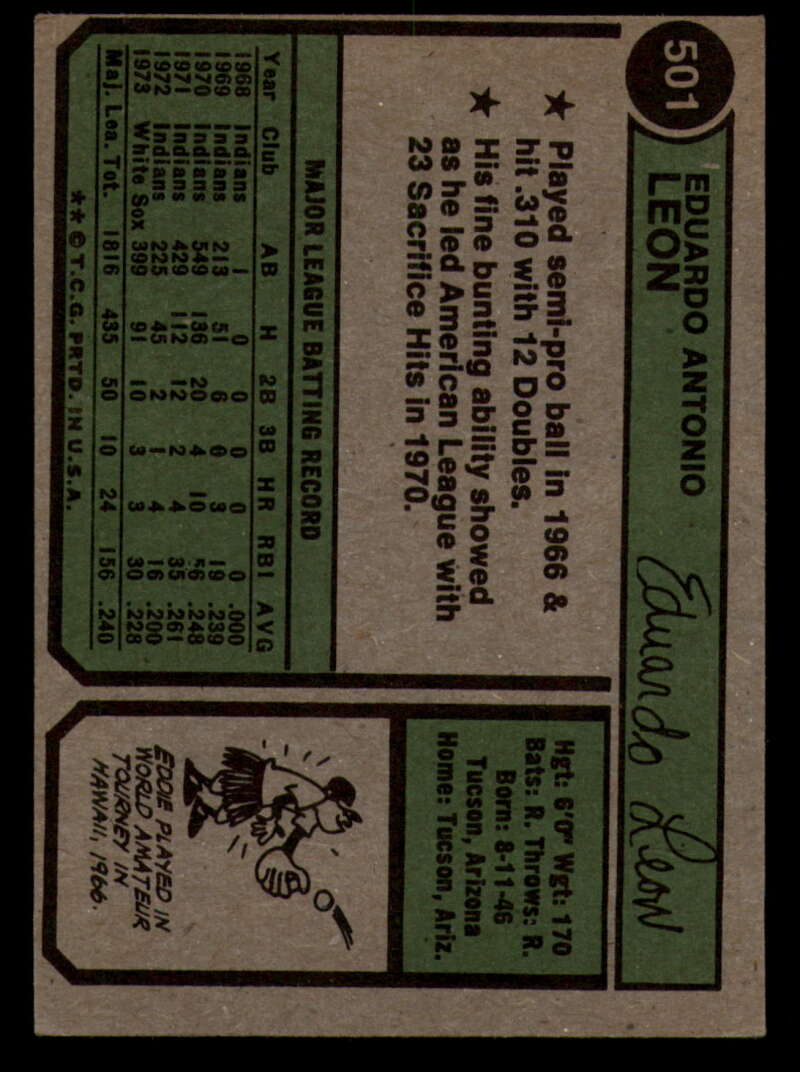 501
EDUARDO ANTONIO
LEON
Eduardo Leon
★ Played semi-pro ball in 1966 &
hit .310 with 12 Doubles.
★ His fine bunting ability showed
as he led American League with
23 Sacrifice Hits in 1970.
MAJOR LEAGUE BATTING RECORD
Year Club AB H 2B 3B HR RBI AVG
1968 Indians 1 0 0 0 0 0 .000
1969 Indians 213 51 6 0 3 19 .239
1970 Indians 549 136 20 4 10 56 .248
1971 Indians 429 112 12 2 4 35 .261
1972 Indians 225 45 2 1 4 16 .200
1973 White Sox 399 91 10 3 3 30 .228
Maj. Lea. Tot. 1816 435 50 10 24 156 .240
**©T.C.G. PRTD. IN U.S.A.
Hgt: 6'0" Wgt: 170
Bats: R. Throws: R.
Born: 8-11-46
Tucson, Arizona
Home: Tucson, Ariz.
EDDIE PLAYED IN
WORLD AMATEUR
TOURNEY IN
HAWAII, 1966.